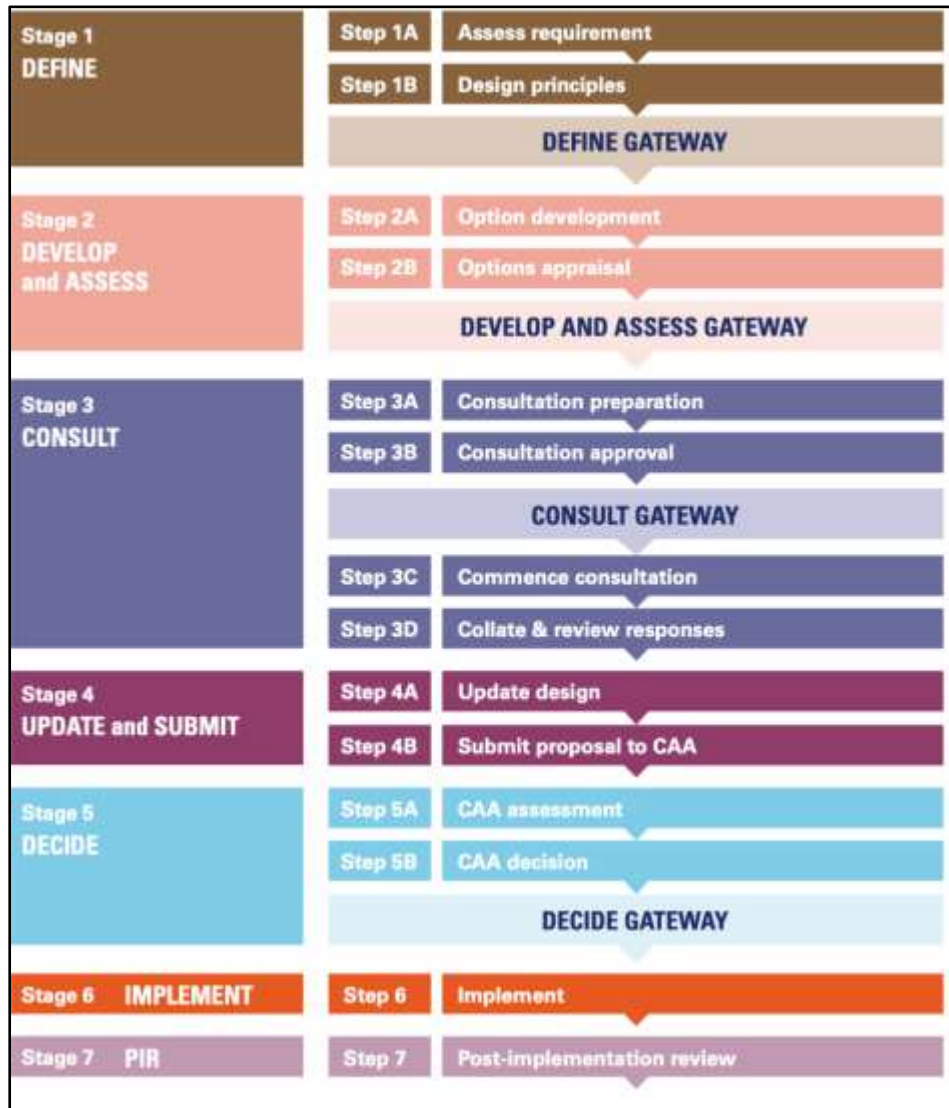 Stage 1
DEFINE
Step 1A Assess requirement
Step 1B Design principles
DEFINE GATEWAY
Stage 2
DEVELOP
and ASSESS
Step 2A Option development
Step 2B Options appraisal
DEVELOP AND ASSESS GATEWAY
Stage 3
CONSULT
Step 3A Consultation preparation
Step 3B Consultation approval
CONSULT GATEWAY
Step 3C Commence consultation
Step 3D Collate & review responses
Stage 4
UPDATE and SUBMIT
Step 4A Update design
Step 4B Submit proposal to CAA
Stage 5
DECIDE
Step 5A CAA assessment
Step 5B CAA decision
DECIDE GATEWAY
Stage 6 IMPLEMENT Step 6 Implement
Stage 7 PIR Step 7 Post-implementation review